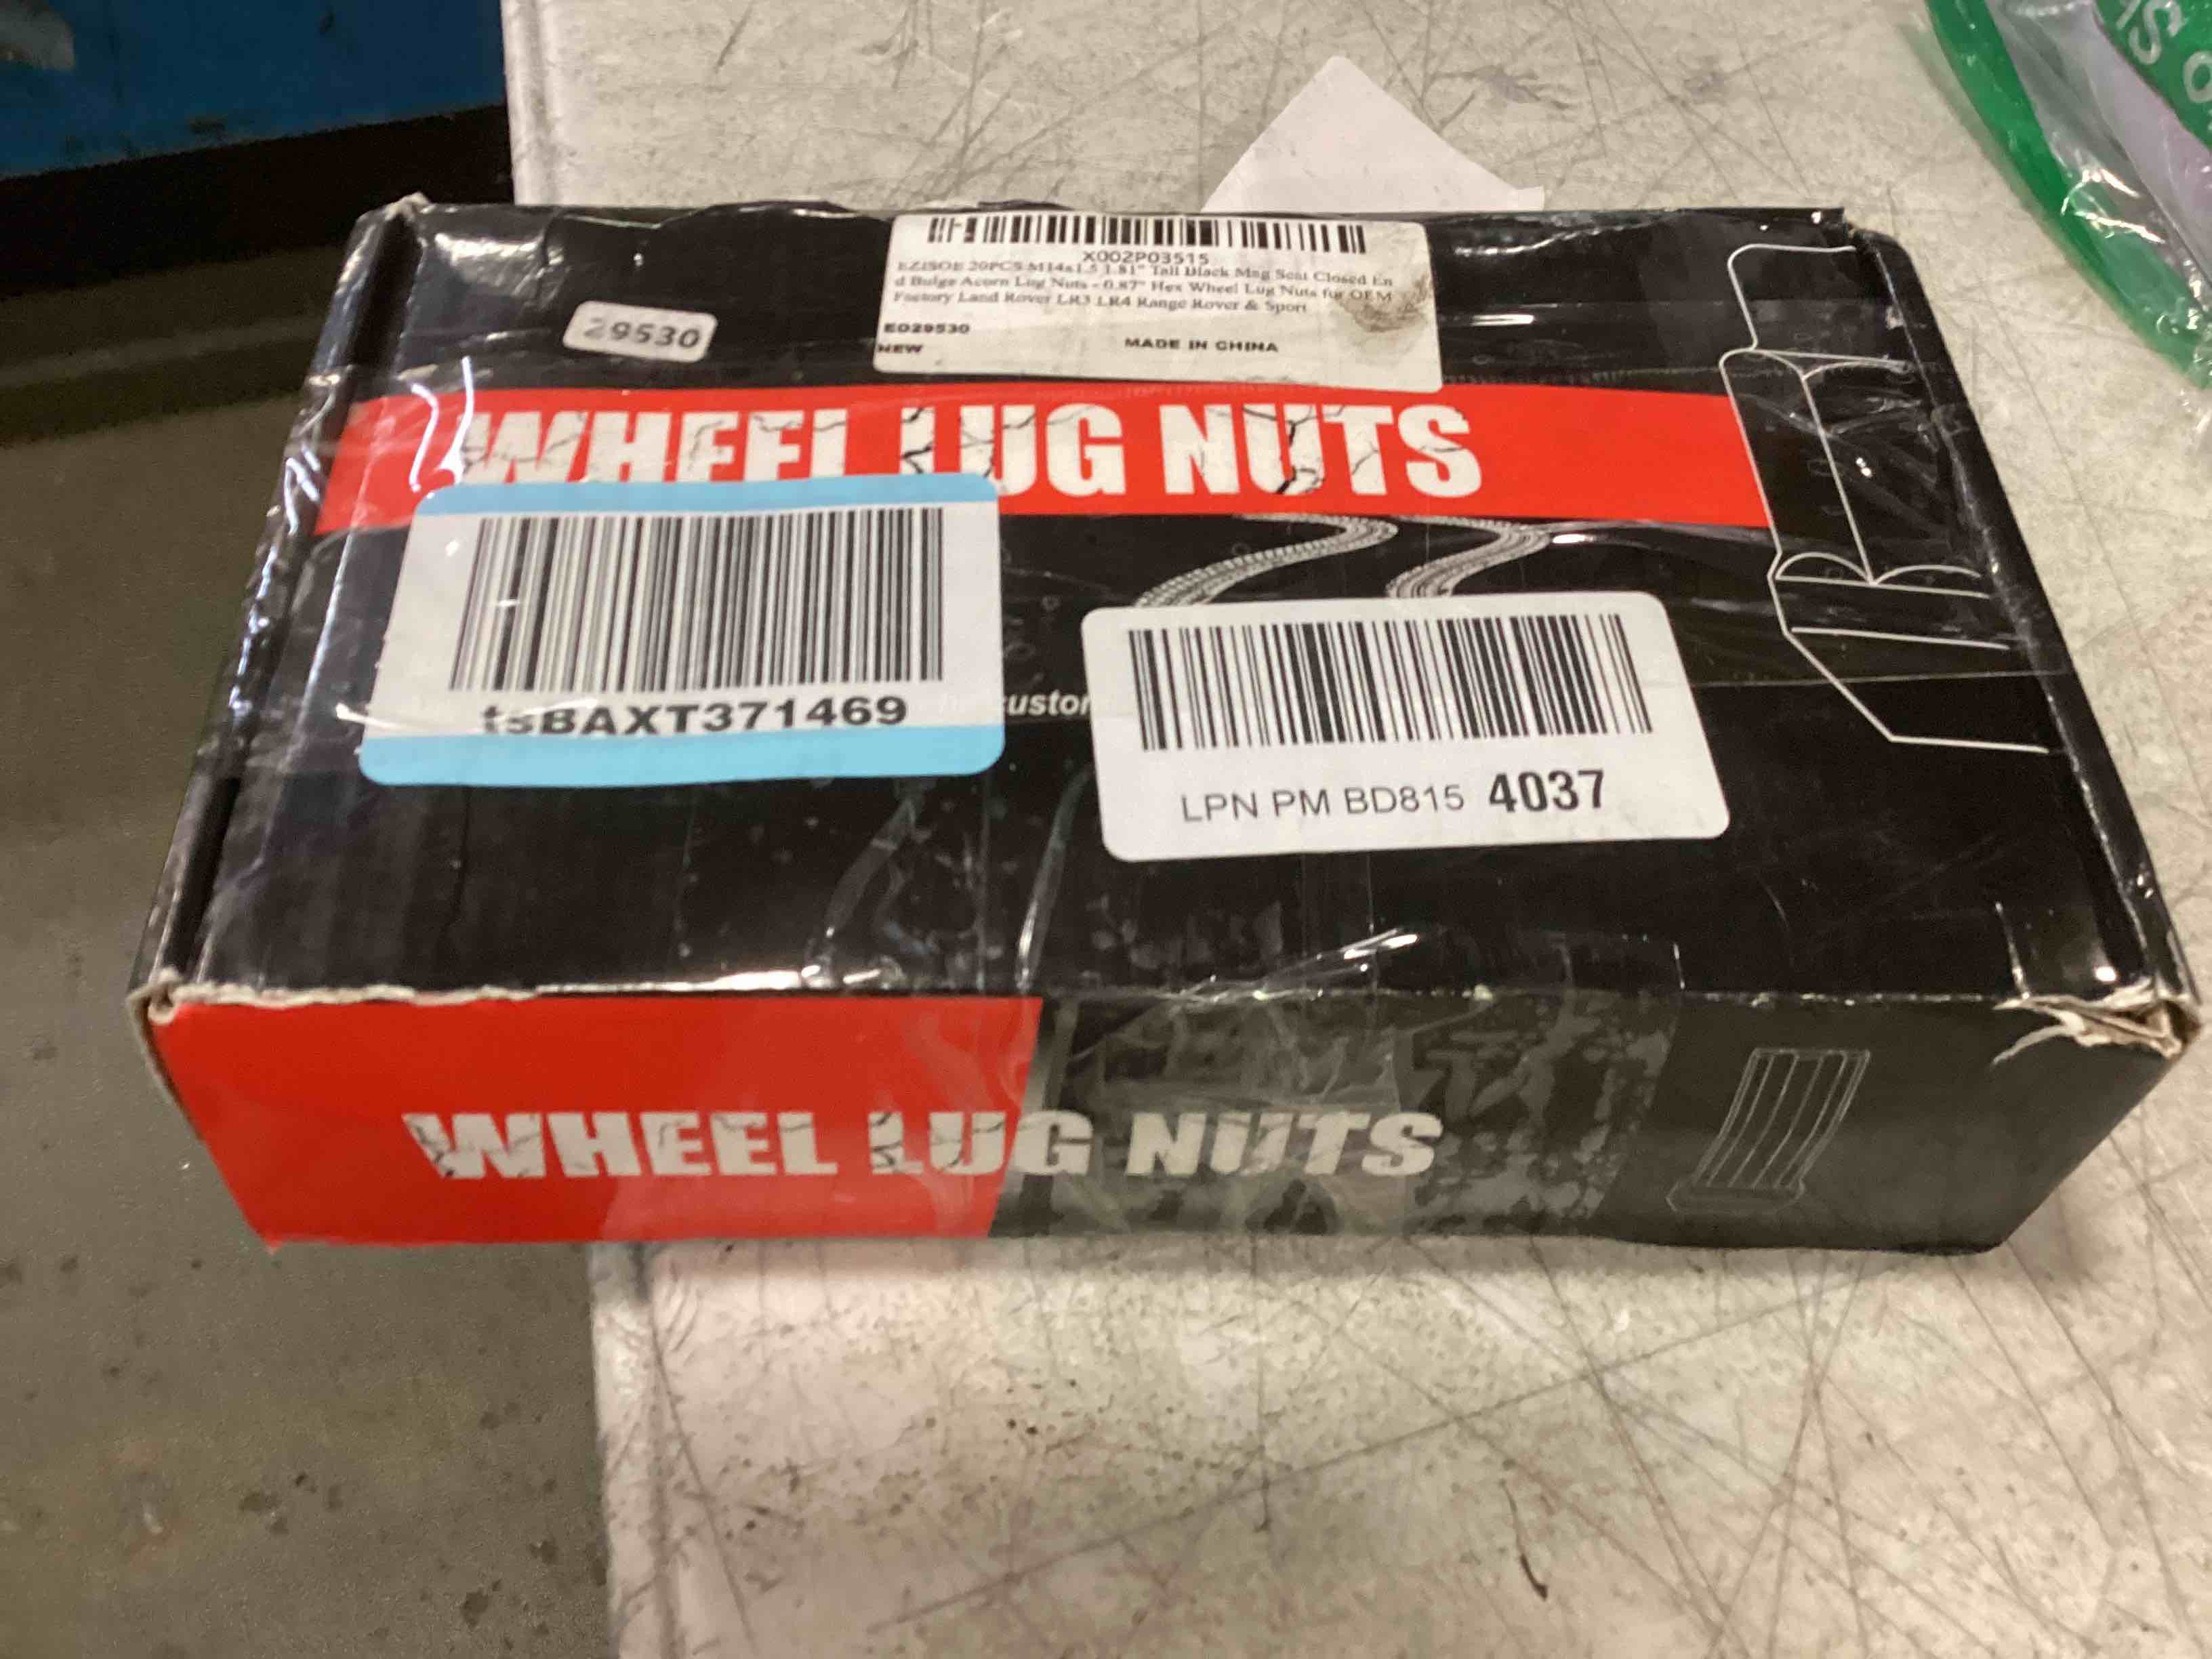 X002P03515
EZISOE 20PCS M14x1.5 1.81" Tall Black Mag Seat Closed En
d Bulge Acorn Lug Nuts - 0.87" Hex Wheel Lug Nuts for OEM
Factory Land Rover LR3 LR4 Range Rover & Sport
EO29530
NEW MADE IN CHINA
29530
WHEEL LUG NUTS
tsBAXT371469
custom
LPN PM BD815 4037
WHEEL LUG NUTS